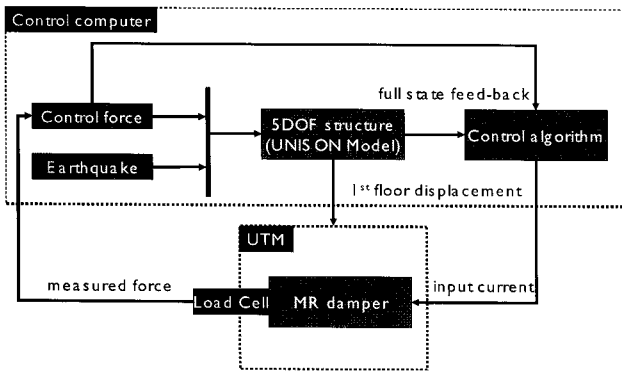 Control computer
full state feed-back
Control force
5DOF structure
(UNISON Model)
Control algorithm
Earthquake
1st floor displacement
UTM
measured force
Load Cell
MR damper
input current